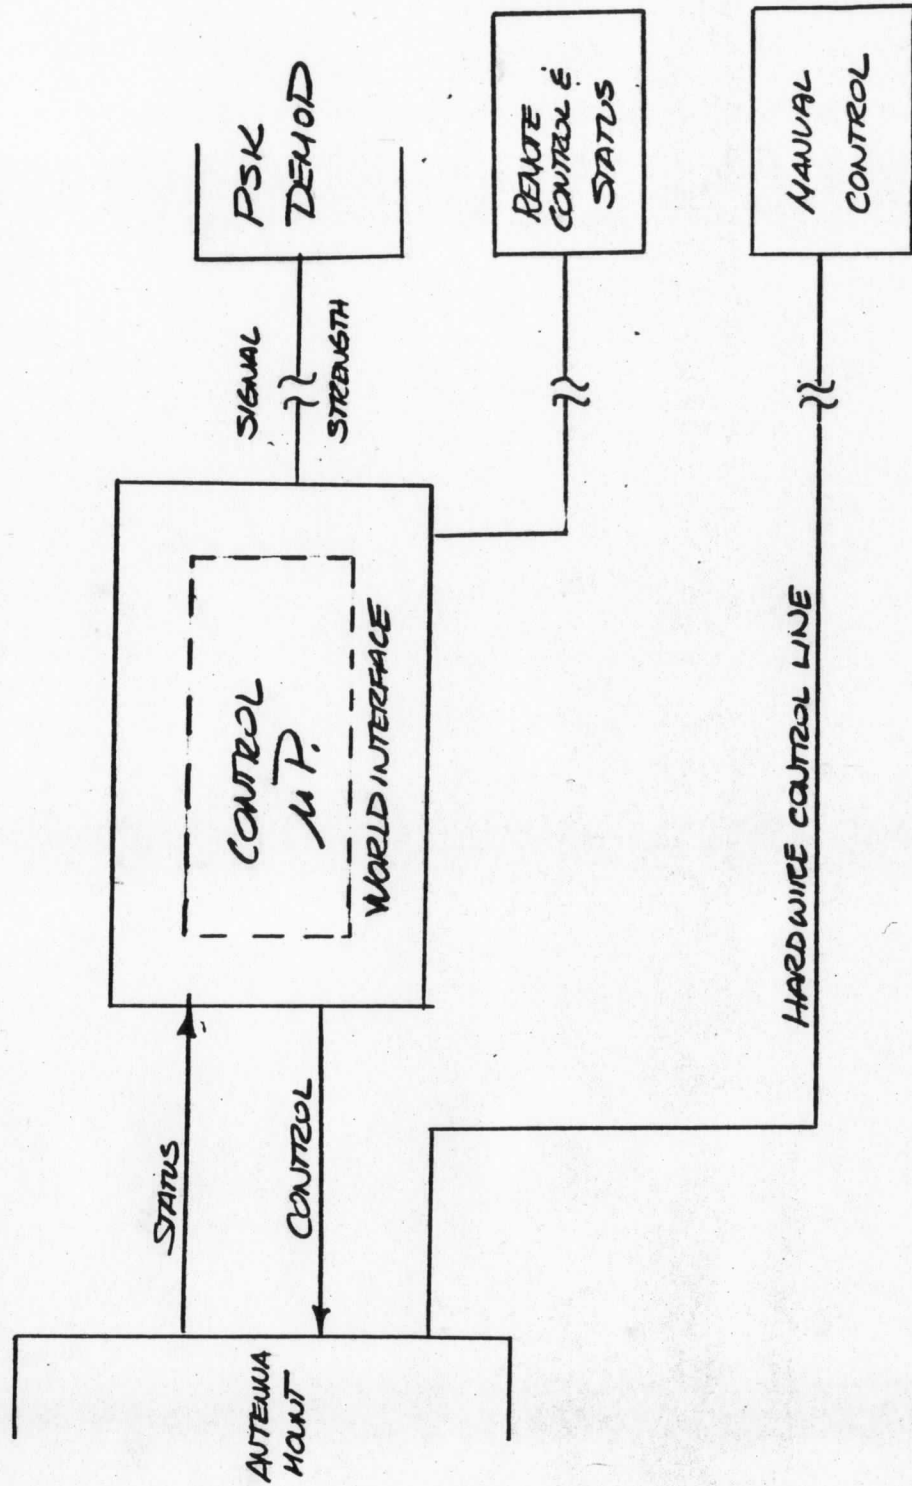 PSK
DEMOD
SIGNAL
STRENGTH
REMOTE
CONTROL &
STATUS
MANUAL
CONTROL
CONTROL
μP.
WORLD INTERFACE
STATUS
CONTROL
HARDWIRE CONTROL LINE
ANTENNA
MOUNT